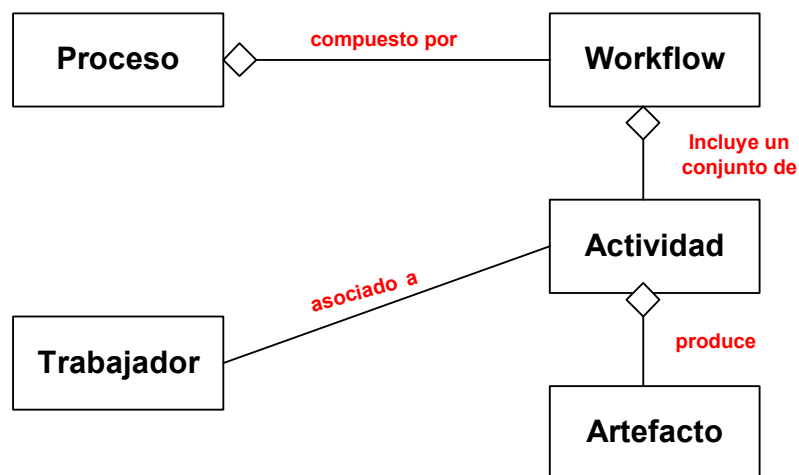 Proceso
compuesto por
Workflow
Incluye un
conjunto de
Actividad
asociado a
Trabajador
produce
Artefacto